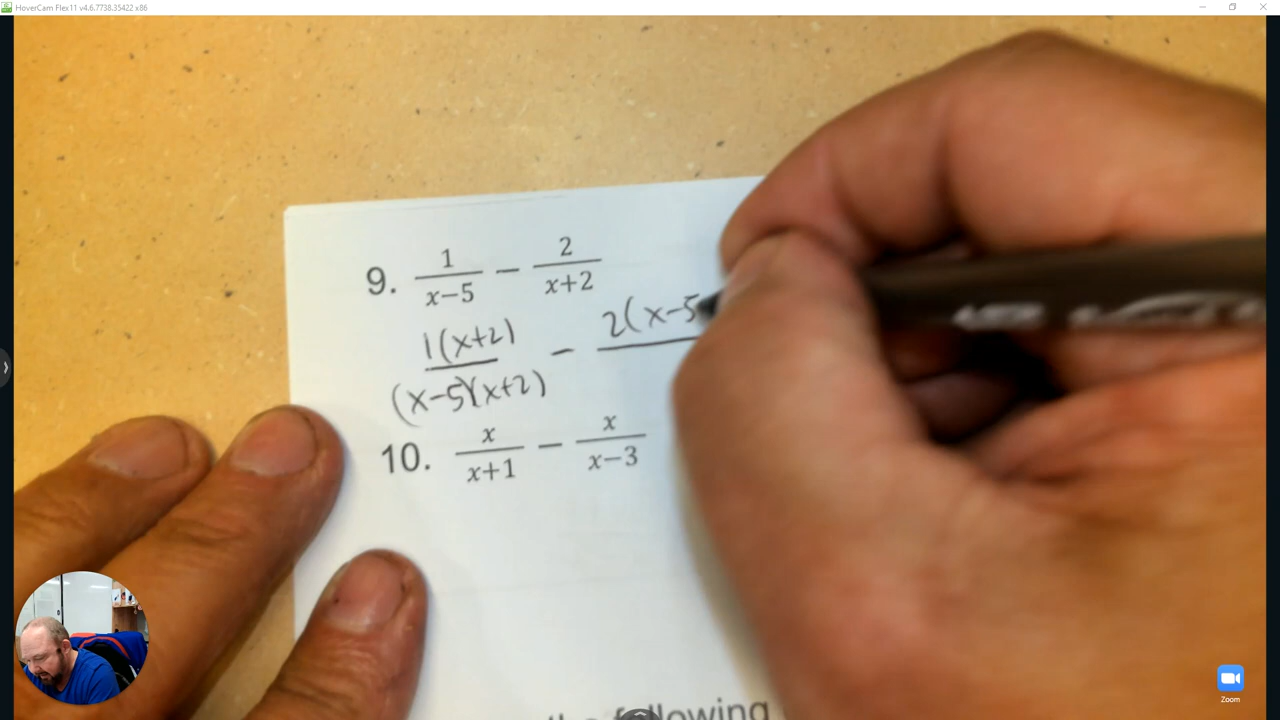 HoverCam Flex11 v4.6.7738.35422 x86
9. 1/(x−5) − 2/(x+2)
1(x+2)/(x-5)(x+2) - 2(x-5
10. x/(x+1) − x/(x−3)
following
Zoom